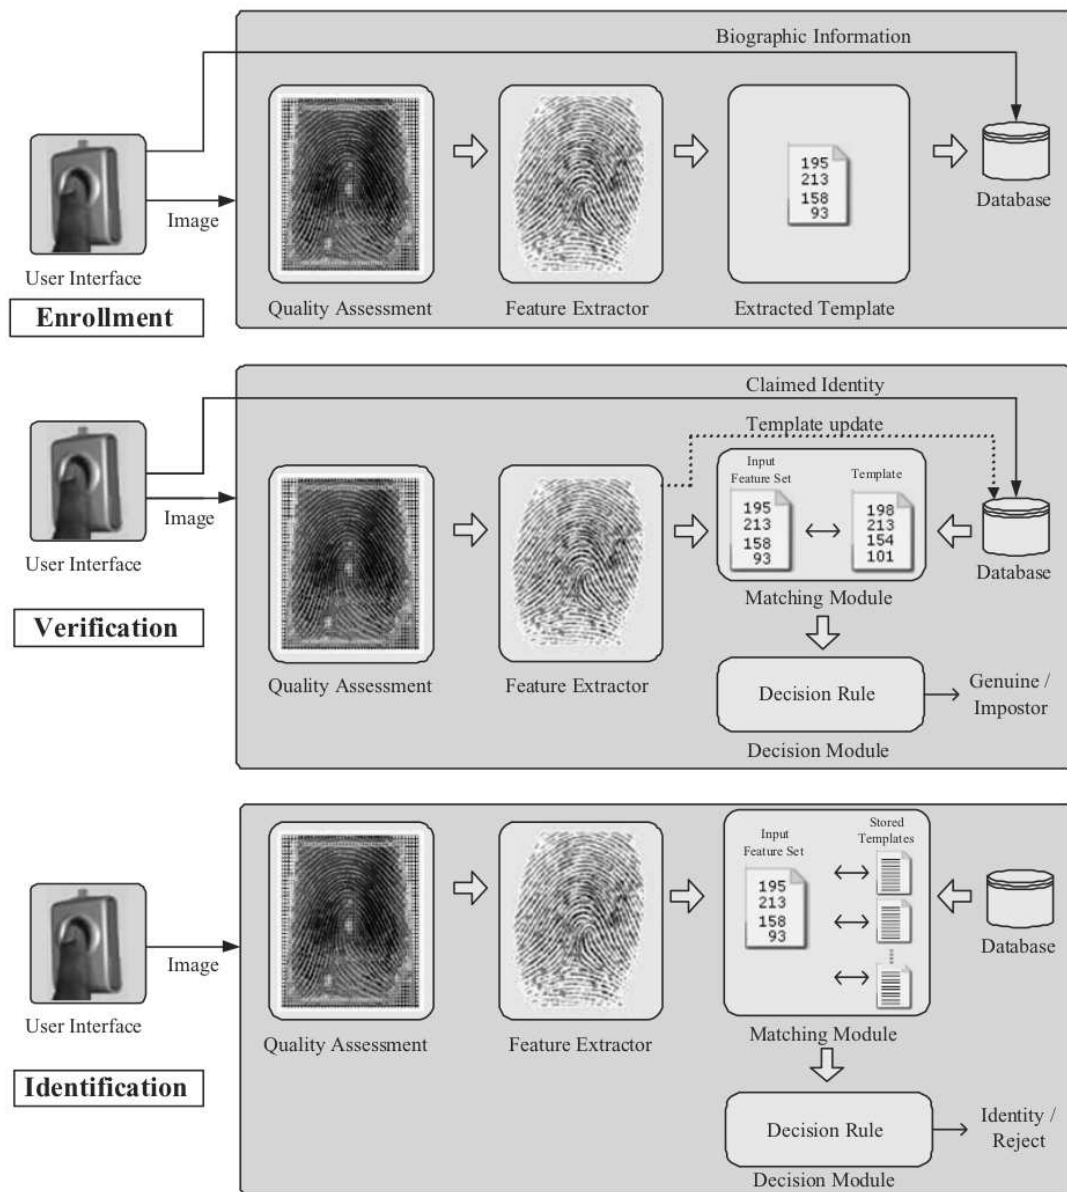 Biographic Information
195
213
158
93
Image
Database
User Interface
Quality Assessment
Feature Extractor
Extracted Template
Enrollment
Claimed Identity
Template update
Input
Feature Set
Template
195
213
158
93
198
213
154
101
Image
User Interface
Database
Matching Module
Verification
Quality Assessment
Feature Extractor
Decision Rule
Genuine /
Impostor
Decision Module
Input
Feature Set
Stored
Templates
195
213
158
93
Image
Database
User Interface
Quality Assessment
Feature Extractor
Matching Module
Identification
Decision Rule
Identity /
Reject
Decision Module